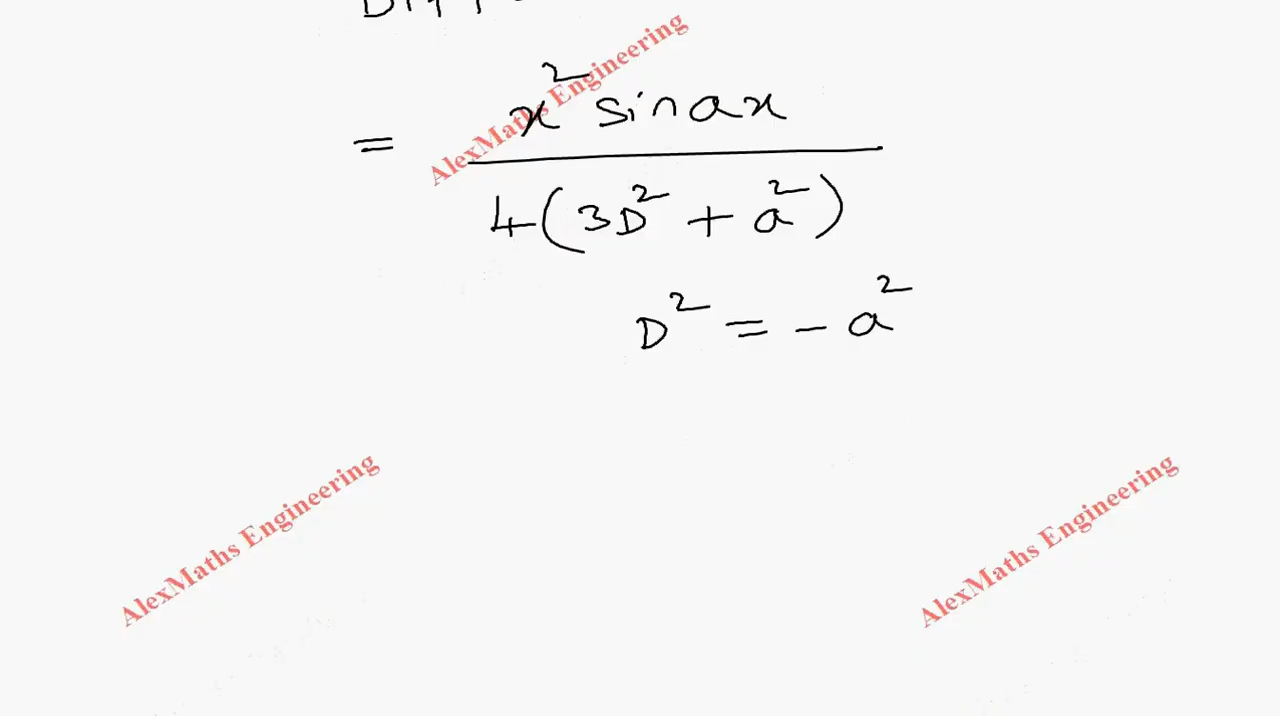 = x² sin ax / 4(3D² + a²)
D² = -a²
AlexMaths Engineering
AlexMaths Engineering
AlexMaths Engineering